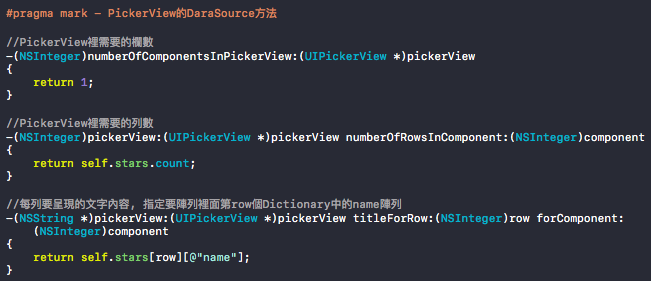 #pragma mark - PickerView的DaraSource方法
//PickerView裡需要的欄數
-(NSInteger)numberOfComponentsInPickerView:(UIPickerView *)pickerView
{
return 1;
}
//PickerView裡需要的列數
-(NSInteger)pickerView:(UIPickerView *)pickerView numberOfRowsInComponent:(NSInteger)component
{
return self.stars.count;
}
//每列要呈現的文字內容, 指定要陣列裡面第row個Dictionary中的name陣列
-(NSString *)pickerView:(UIPickerView *)pickerView titleForRow:(NSInteger)row forComponent:
(NSInteger)component
{
return self.stars[row][@"name"];
}